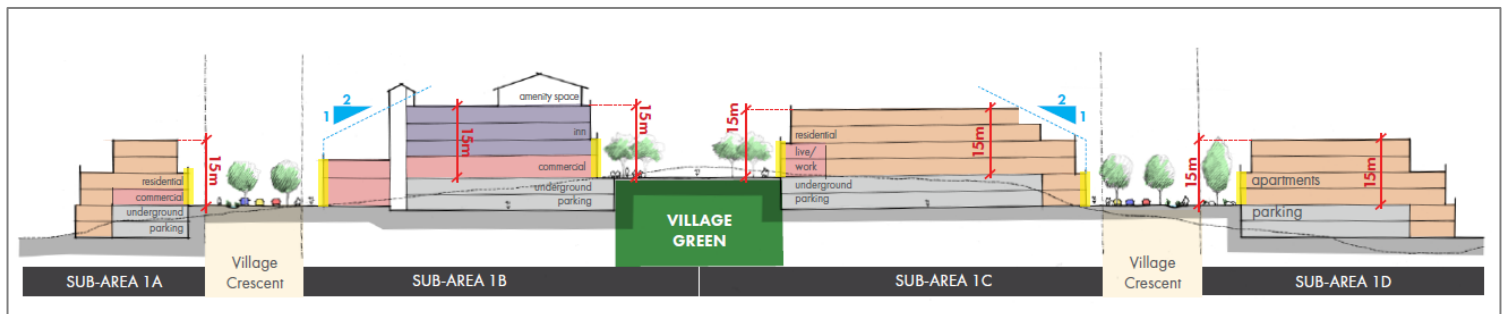 2
1
amenity space
15m
15m
inn
15m
commercial
underground
parking
15m
residential
commercial
underground
parking
15m
residential
live/
work
underground
parking
15m
2
1
15m
apartments
15m
parking
VILLAGE
GREEN
Village
Crescent
Village
Crescent
SUB-AREA 1A
SUB-AREA 1B
SUB-AREA 1C
SUB-AREA 1D